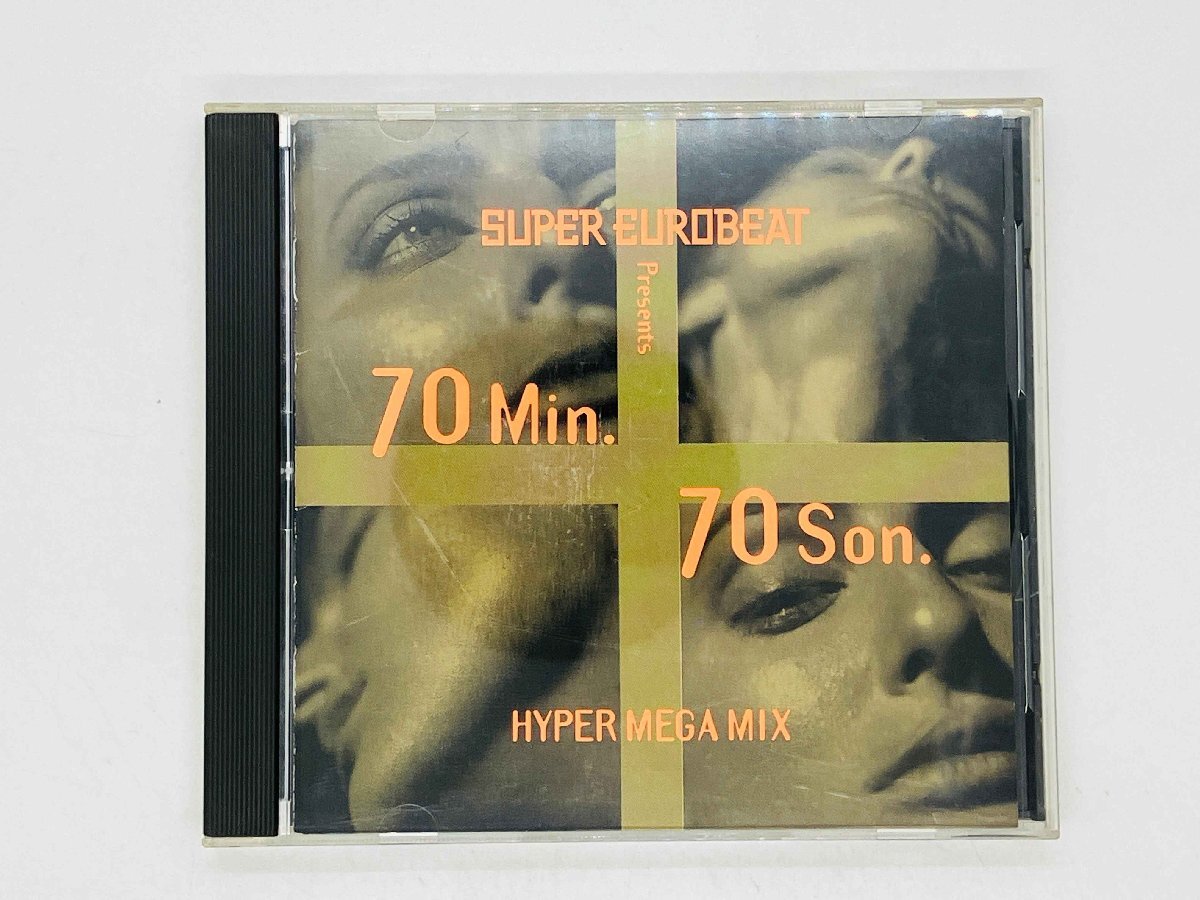 SUPER EUROBEAT
Presents
70 Min.
70 Son.
HYPER MEGA MIX